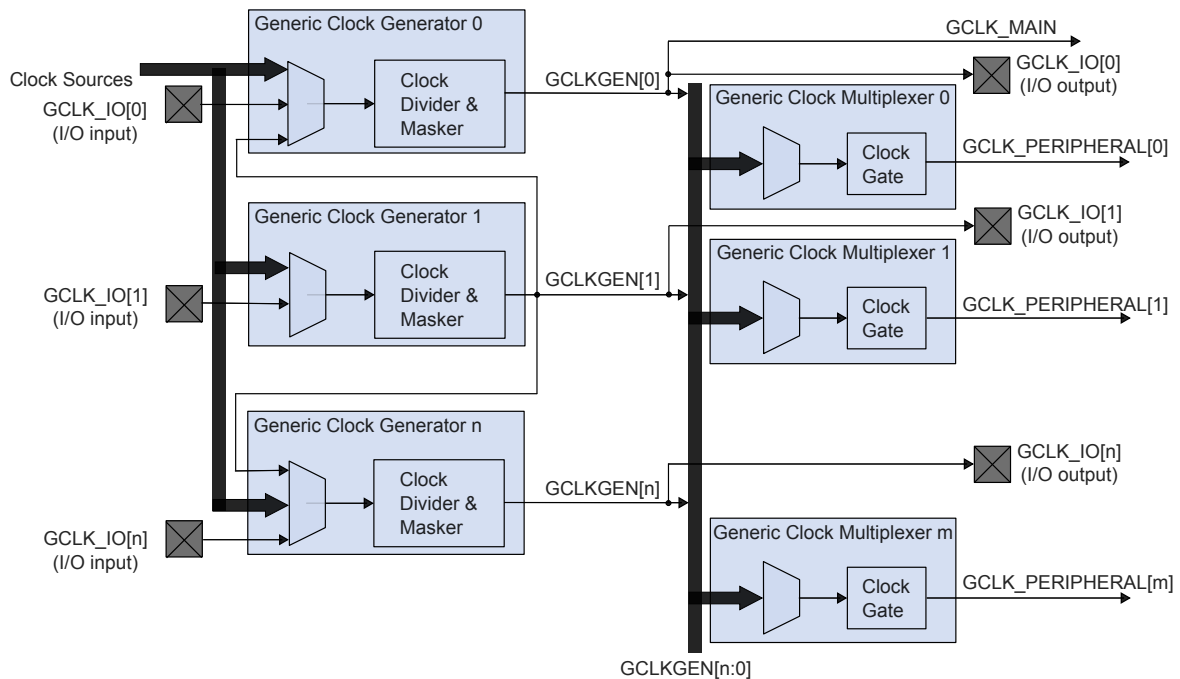 Generic Clock Generator 0
GCLK_MAIN
Clock Sources
GCLK_IO[0]
(I/O input)
Clock
Divider &
Masker
GCLKGEN[0]
GCLK_IO[0]
(I/O output)
Generic Clock Multiplexer 0
Clock
Gate
GCLK_PERIPHERAL[0]
Generic Clock Generator 1
GCLK_IO[1]
(I/O input)
Clock
Divider &
Masker
GCLKGEN[1]
GCLK_IO[1]
(I/O output)
Generic Clock Multiplexer 1
Clock
Gate
GCLK_PERIPHERAL[1]
Generic Clock Generator n
GCLK_IO[n]
(I/O input)
Clock
Divider &
Masker
GCLKGEN[n]
GCLK_IO[n]
(I/O output)
Generic Clock Multiplexer m
Clock
Gate
GCLK_PERIPHERAL[m]
GCLKGEN[n:0]